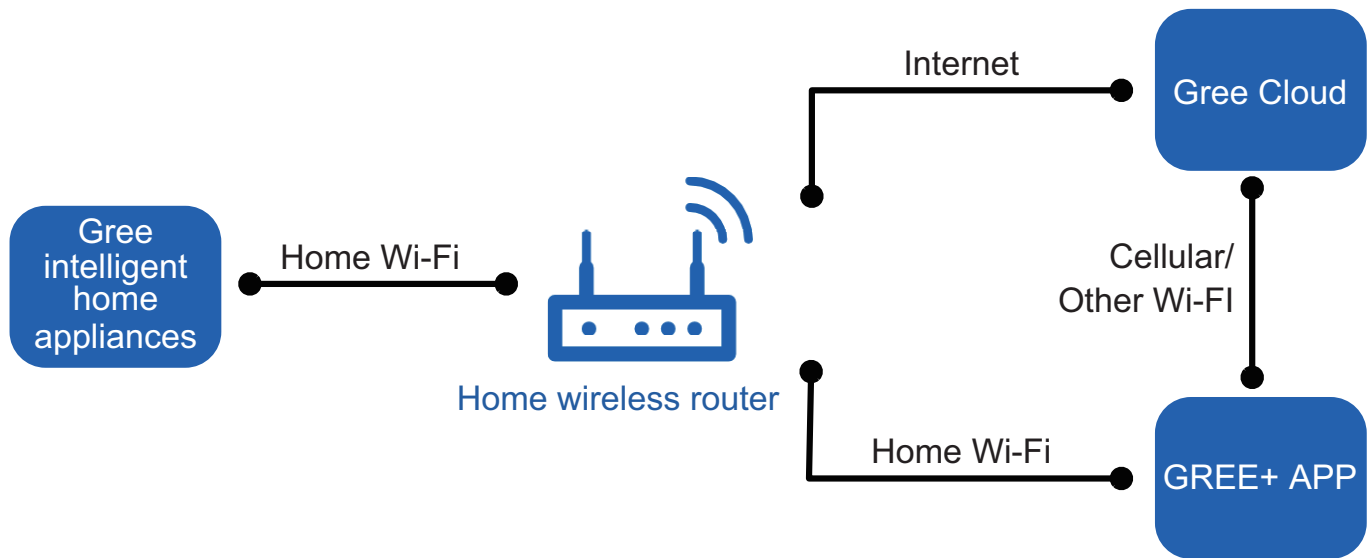 Internet
Gree Cloud
Gree
intelligent
home
appliances
Home Wi-Fi
Cellular/
Other Wi-FI
Home wireless router
Home Wi-Fi
GREE+ APP